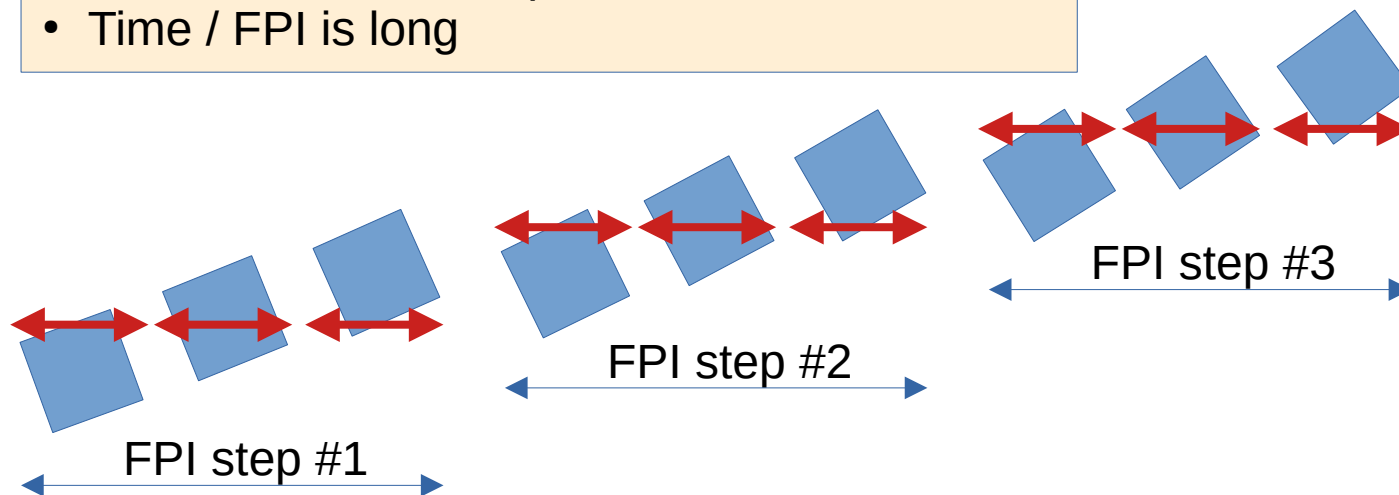 • Time / FPI is long
FPI step #3
FPI step #2
FPI step #1